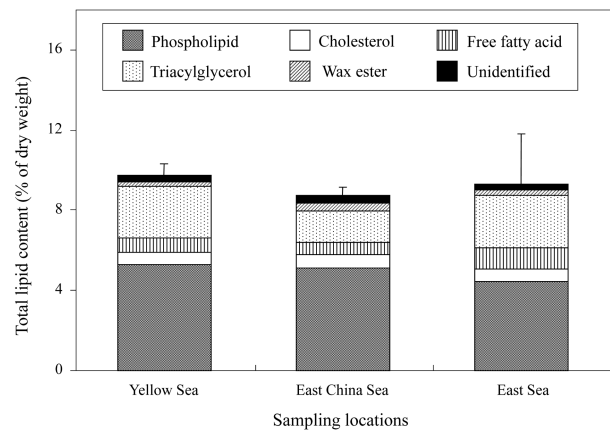 16
12
8
4
0
Total lipid content (% of dry weight)
Phospholipid Cholesterol Free fatty acid
Triacylglycerol Wax ester Unidentified
Yellow Sea East China Sea East Sea
Sampling locations